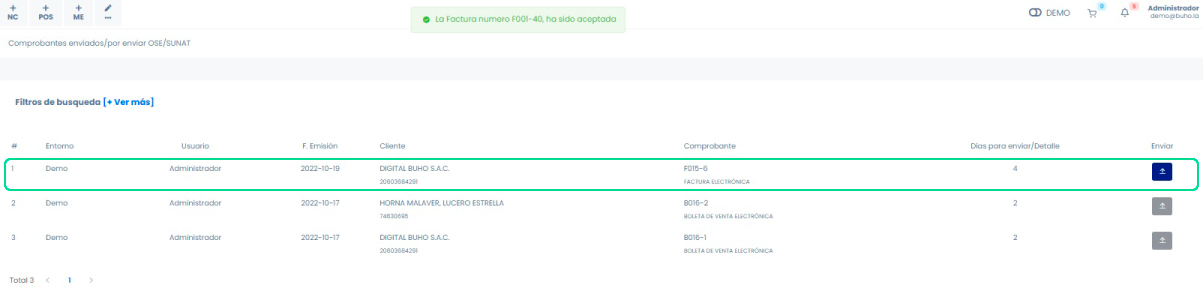 + + +
NC POS ME ...
La Factura numero F001-40, ha sido aceptada
DEMO 0 5 Administrador
demo@buho.la
Comprobantes enviados/por enviar OSE/SUNAT
Filtros de busqueda [+ Ver más]
# Entorno Usuario F. Emisión Cliente Comprobante Dias para enviar/Detalle Enviar
1 Demo Administrador 2022-10-19 DIGITAL BUHO S.A.C. F015-6 4
20603684291 FACTURA ELECTRÓNICA
2 Demo Administrador 2022-10-17 HORNA MALAVER, LUCERO ESTRELLA B016-2 2
74630696 BOLETA DE VENTA ELECTRÓNICA
3 Demo Administrador 2022-10-17 DIGITAL BUHO S.A.C. B016-1 2
20603684291 BOLETA DE VENTA ELECTRÓNICA
Total 3 < 1 >